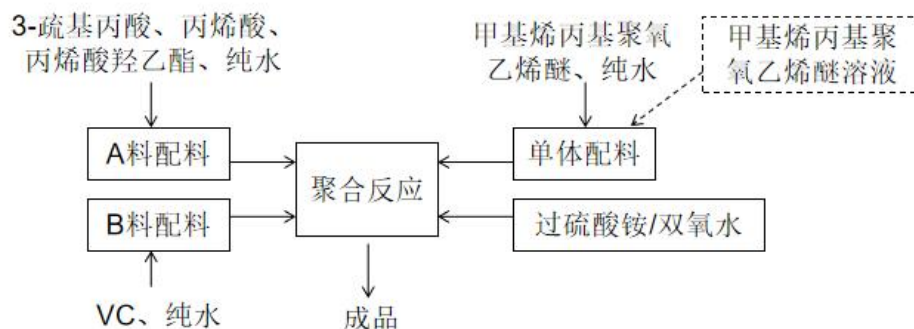 3-巯基丙酸、丙烯酸、
丙烯酸羟乙酯、纯水
甲基烯丙基聚氧
乙烯醚、纯水
甲基烯丙基聚
氧乙烯醚溶液
A料配料
聚合反应
单体配料
B料配料
过硫酸铵/双氧水
VC、纯水
成品